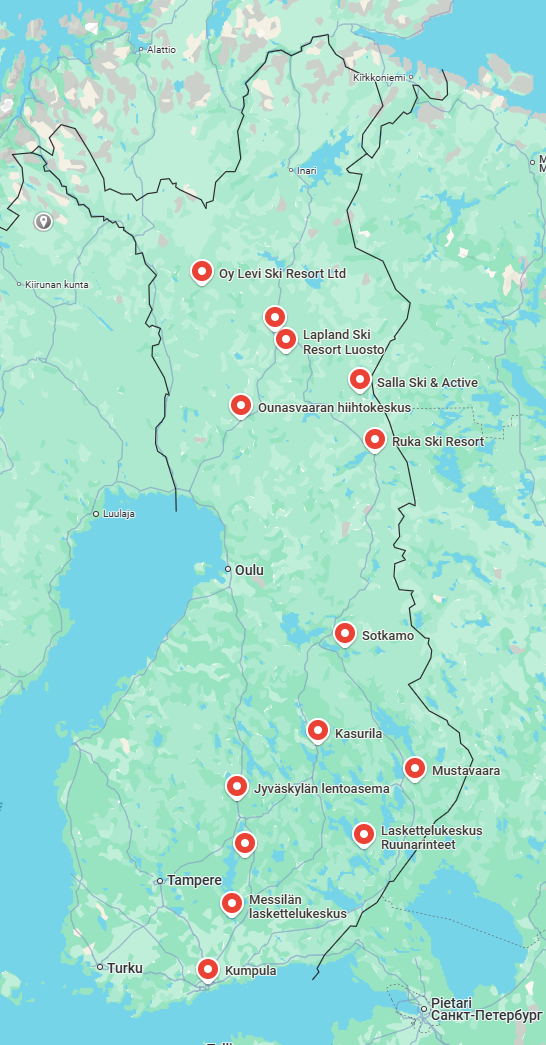 Alattio
Kirkkoniemi
Inari
Oy Levi Ski Resort Ltd
Kiirunan kunta
Lapland Ski
Resort Luosto
Salla Ski & Active
Ounasvaaran hiihtokeskus
Ruka Ski Resort
Luulaja
Oulu
Sotkamo
Kasurila
Mustavaara
Jyväskylän lentoasema
Laskettelukeskus
Ruunarinteet
Tampere
Messilän
laskettelukeskus
Turku
Kumpula
Pietari
Санкт-Петербург